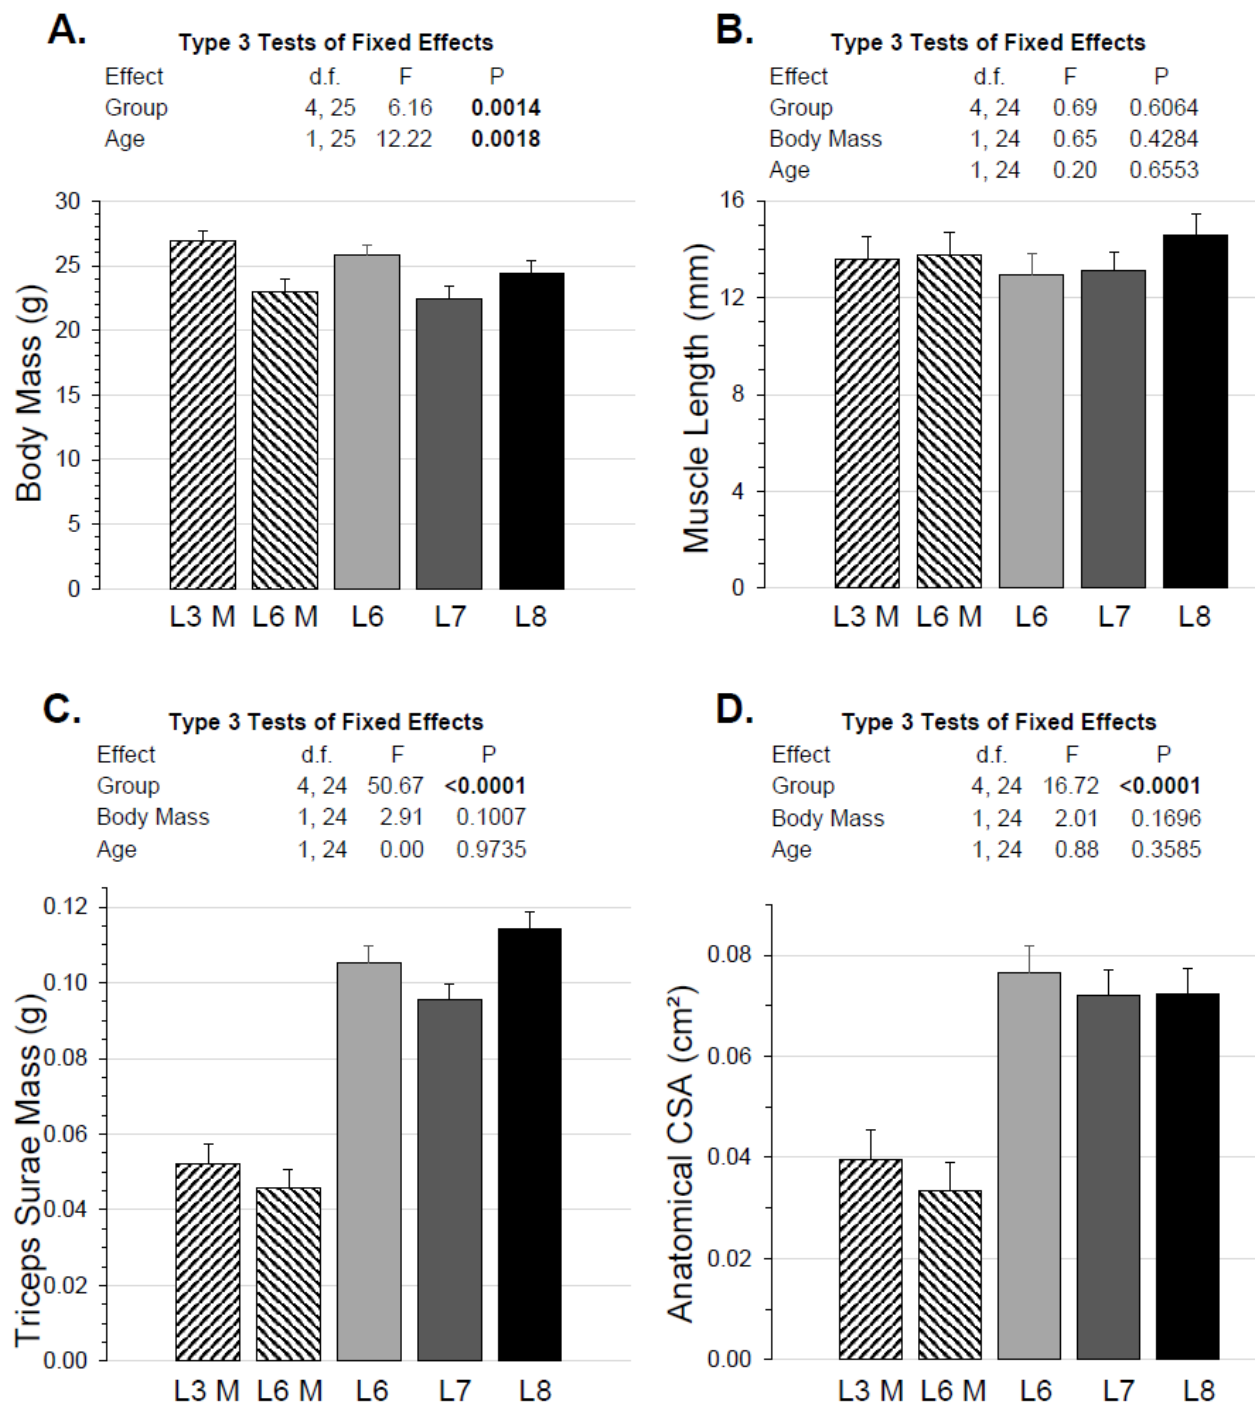 A.
Type 3 Tests of Fixed Effects
Effect d.f. F P
Group 4, 25 6.16 0.0014
Age 1, 25 12.22 0.0018
30
25
20
15
10
5
0
Body Mass (g)
L3 M L6 M L6 L7 L8
B.
Type 3 Tests of Fixed Effects
Effect d.f. F P
Group 4, 24 0.69 0.6064
Body Mass 1, 24 0.65 0.4284
Age 1, 24 0.20 0.6553
16
12
8
4
0
Muscle Length (mm)
L3 M L6 M L6 L7 L8
C.
Type 3 Tests of Fixed Effects
Effect d.f. F P
Group 4, 24 50.67 <0.0001
Body Mass 1, 24 2.91 0.1007
Age 1, 24 0.00 0.9735
0.12
0.10
0.08
0.06
0.04
0.02
0.00
Triceps Surae Mass (g)
L3 M L6 M L6 L7 L8
D.
Type 3 Tests of Fixed Effects
Effect d.f. F P
Group 4, 24 16.72 <0.0001
Body Mass 1, 24 2.01 0.1696
Age 1, 24 0.88 0.3585
0.08
0.06
0.04
0.02
0.00
Anatomical CSA (cm²)
L3 M L6 M L6 L7 L8